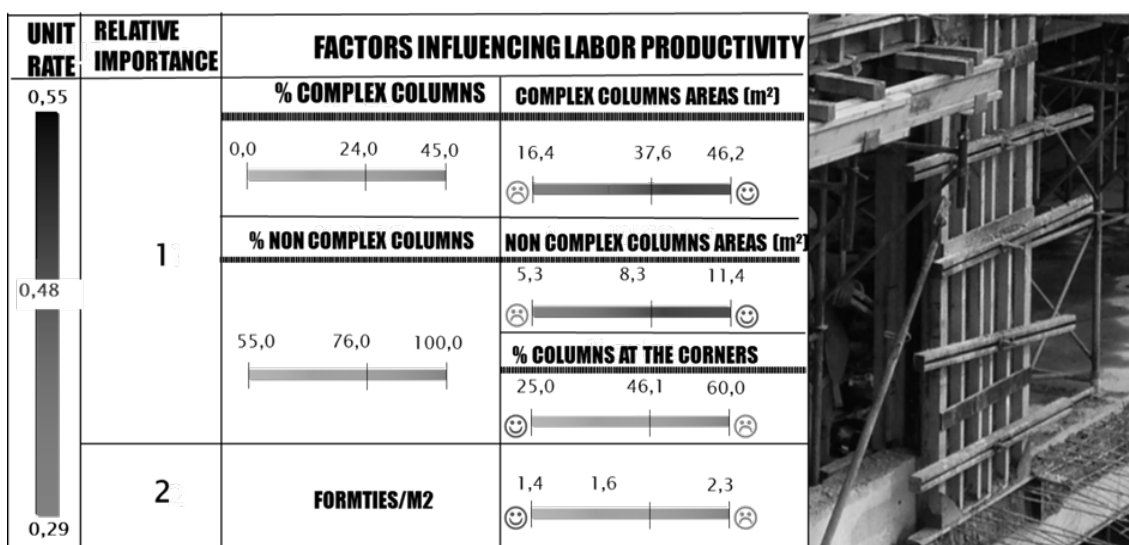 UNIT RATE
RELATIVE IMPORTANCE
FACTORS INFLUENCING LABOR PRODUCTIVITY
0,55
0,48
0,29
1
% COMPLEX COLUMNS
0,0 24,0 45,0
COMPLEX COLUMNS AREAS (m²)
16,4 37,6 46,2
% NON COMPLEX COLUMNS
55,0 76,0 100,0
NON COMPLEX COLUMNS AREAS (m²)
5,3 8,3 11,4
% COLUMNS AT THE CORNERS
25,0 46,1 60,0
2
FORMTIES/M2
1,4 1,6 2,3